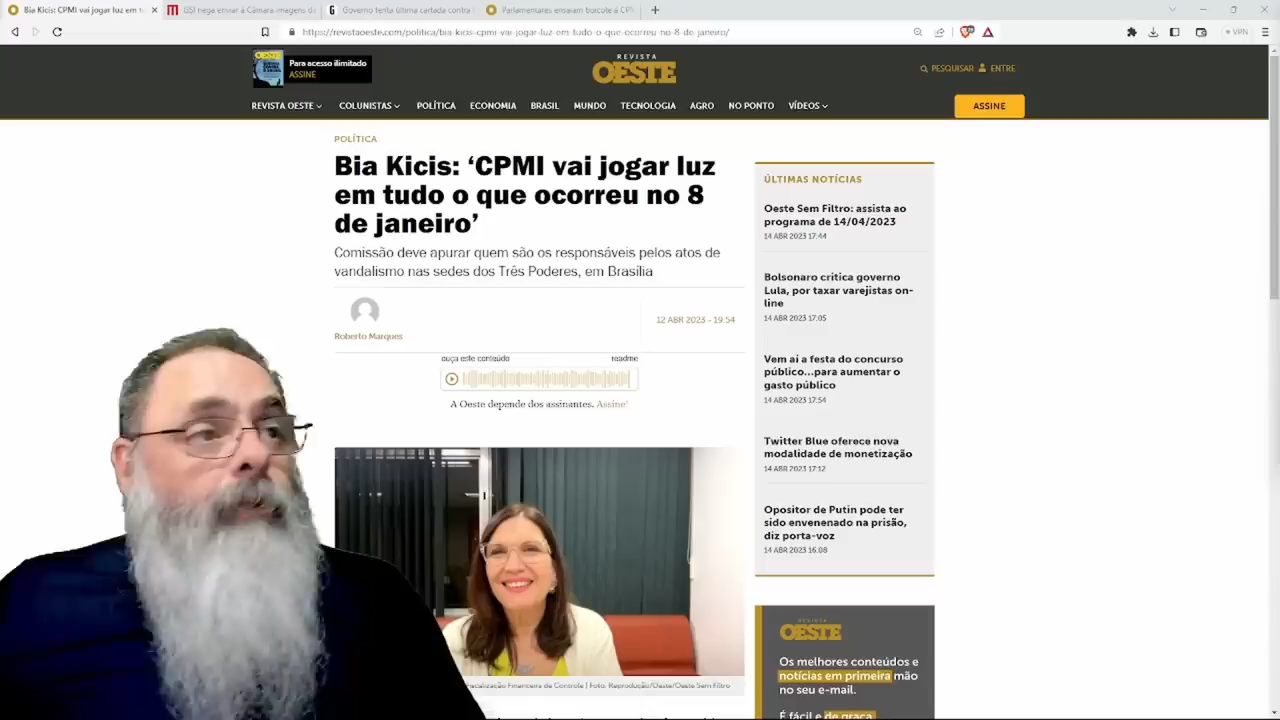 Bia Kicis: CPMI vai jogar luz em t
GSI nega enviar à Câmara imagens d
Governo tenta última cartada contra
Parlamentares ensaiam boicote à CP
https://revistaoeste.com/politica/bia-kicis-cpmi-vai-jogar-luz-em-tudo-o-que-ocorreu-no-8-de-janeiro/
VPN
OESTE
Para acesso ilimitado
ASSINE
REVISTA
OESTE
PESQUISAR
ENTRE
REVISTA OESTE
COLUNISTAS
POLÍTICA
ECONOMIA
BRASIL
MUNDO
TECNOLOGIA
AGRO
NO PONTO
VÍDEOS
ASSINE
POLÍTICA
Bia Kicis: ‘CPMI vai jogar luz
em tudo o que ocorreu no 8
de janeiro’
Comissão deve apurar quem são os responsáveis pelos atos de
vandalismo nas sedes dos Três Poderes, em Brasília
Roberto Marques
12 ABR 2023 - 19:54
ouça este conteúdo
readme
A Oeste depende dos assinantes. Assine!
Fiscalização Financeira de Controle | Foto: Reprodução/Oeste/Oeste Sem Filtro
ÚLTIMAS NOTÍCIAS
Oeste Sem Filtro: assista ao
programa de 14/04/2023
14 ABR 2023 17:44
Bolsonaro critica governo
Lula, por taxar varejistas on-
line
14 ABR 2023 17:05
Vem aí a festa do concurso
público...para aumentar o
gasto público
14 ABR 2023 17:54
Twitter Blue oferece nova
modalidade de monetização
14 ABR 2023 17:12
Opositor de Putin pode ter
sido envenenado na prisão,
diz porta-voz
14 ABR 2023 16:08
REVISTA
OESTE
Os melhores conteúdos e
notícias em primeira mão
no seu e-mail.
É fácil e de graça